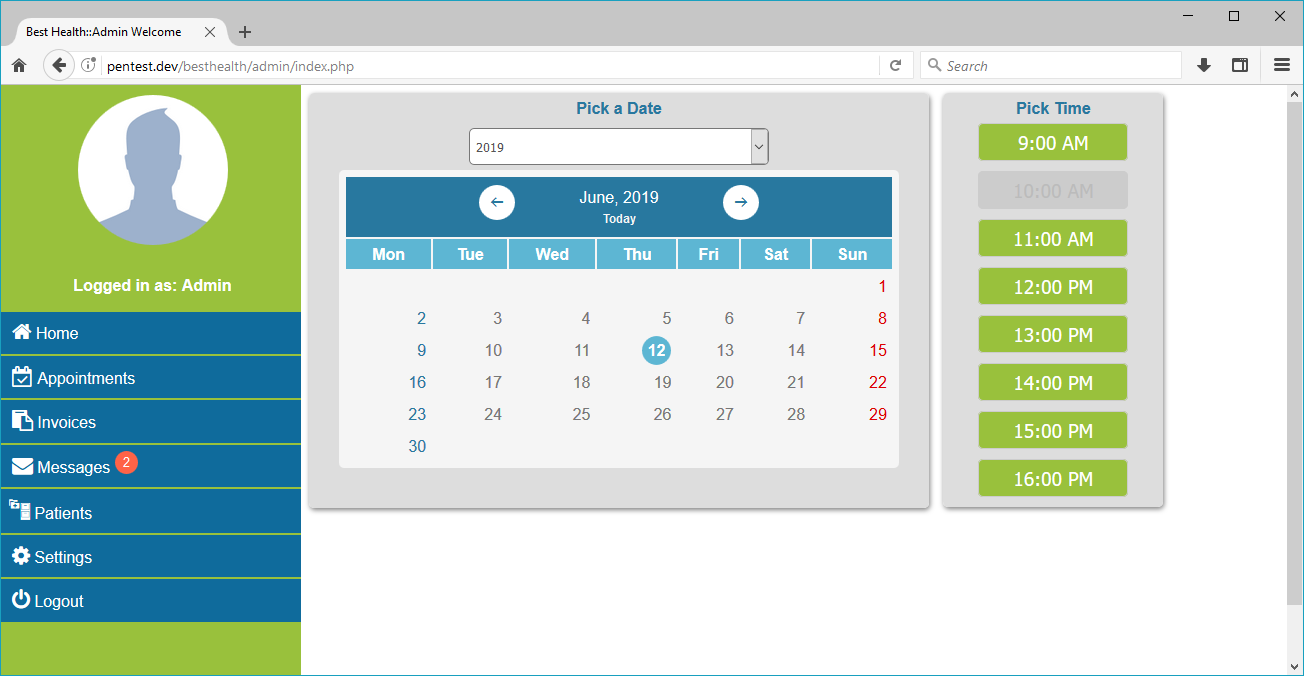 Best Health::Admin Welcome
pentest.dev/besthealth/admin/index.php
Search
Logged in as: Admin
Home
Appointments
Invoices
Messages 2
Patients
Settings
Logout
Pick a Date
2019
June, 2019
Today
Mon Tue Wed Thu Fri Sat Sun
1
2 3 4 5 6 7 8
9 10 11 12 13 14 15
16 17 18 19 20 21 22
23 24 25 26 27 28 29
30
Pick Time
9:00 AM
10:00 AM
11:00 AM
12:00 PM
13:00 PM
14:00 PM
15:00 PM
16:00 PM